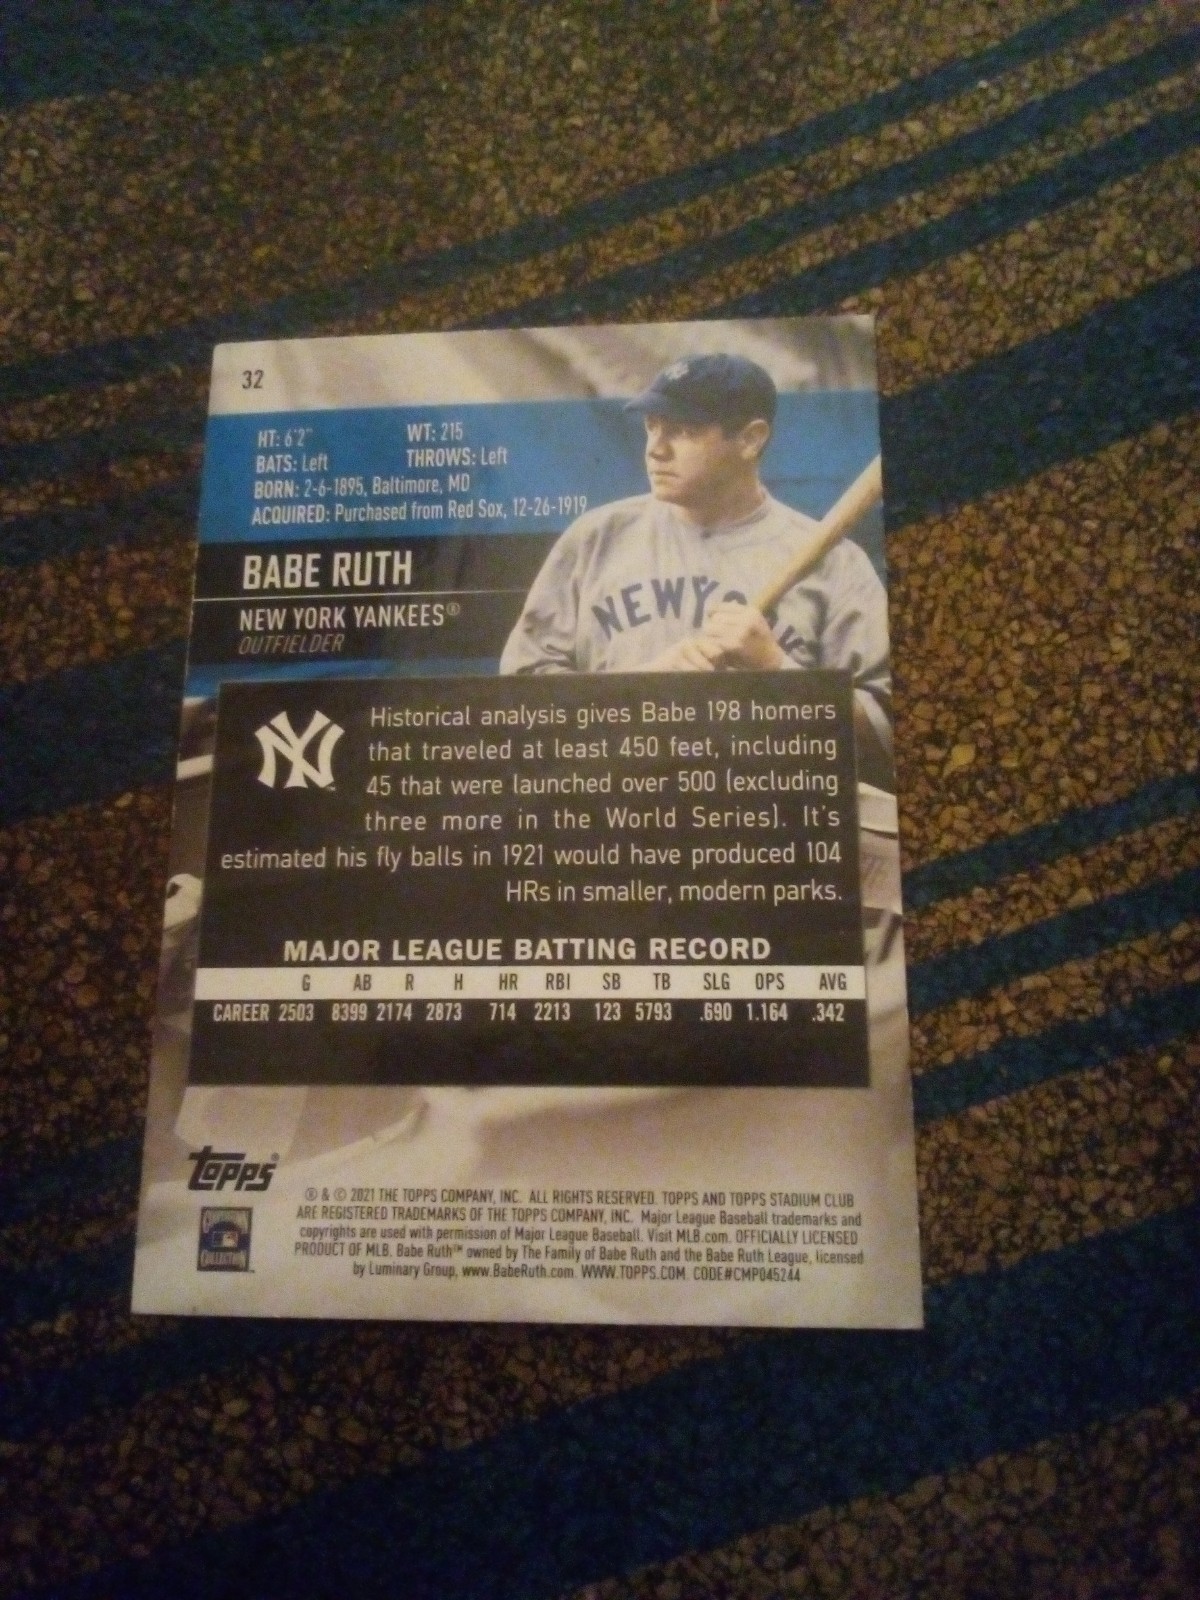 32
HT: 6'2" WT: 215
BATS: Left THROWS: Left
BORN: 2-6-1895, Baltimore, MD
ACQUIRED: Purchased from Red Sox, 12-26-1919
BABE RUTH
NEW YORK YANKEES®
OUTFIELDER
NEW Y
NY
Historical analysis gives Babe 198 homers
that traveled at least 450 feet, including
45 that were launched over 500 (excluding
three more in the World Series). It's
estimated his fly balls in 1921 would have produced 104
HRs in smaller, modern parks.
MAJOR LEAGUE BATTING RECORD
G AB R H HR RBI SB TB SLG OPS AVG
CAREER 2503 8399 2174 2873 714 2213 123 5793 .690 1.164 .342
topps®
® & © 2021 THE TOPPS COMPANY, INC. ALL RIGHTS RESERVED. TOPPS AND TOPPS STADIUM CLUB
ARE REGISTERED TRADEMARKS OF THE TOPPS COMPANY, INC. Major League Baseball trademarks and
copyrights are used with permission of Major League Baseball. Visit MLB.com. OFFICIALLY LICENSED
PRODUCT OF MLB. Babe Ruth™ owned by The Family of Babe Ruth and the Babe Ruth League, licensed
by Luminary Group, www.BabeRuth.com. WWW.TOPPS.COM. CODE#CMP045244
COLLECTION